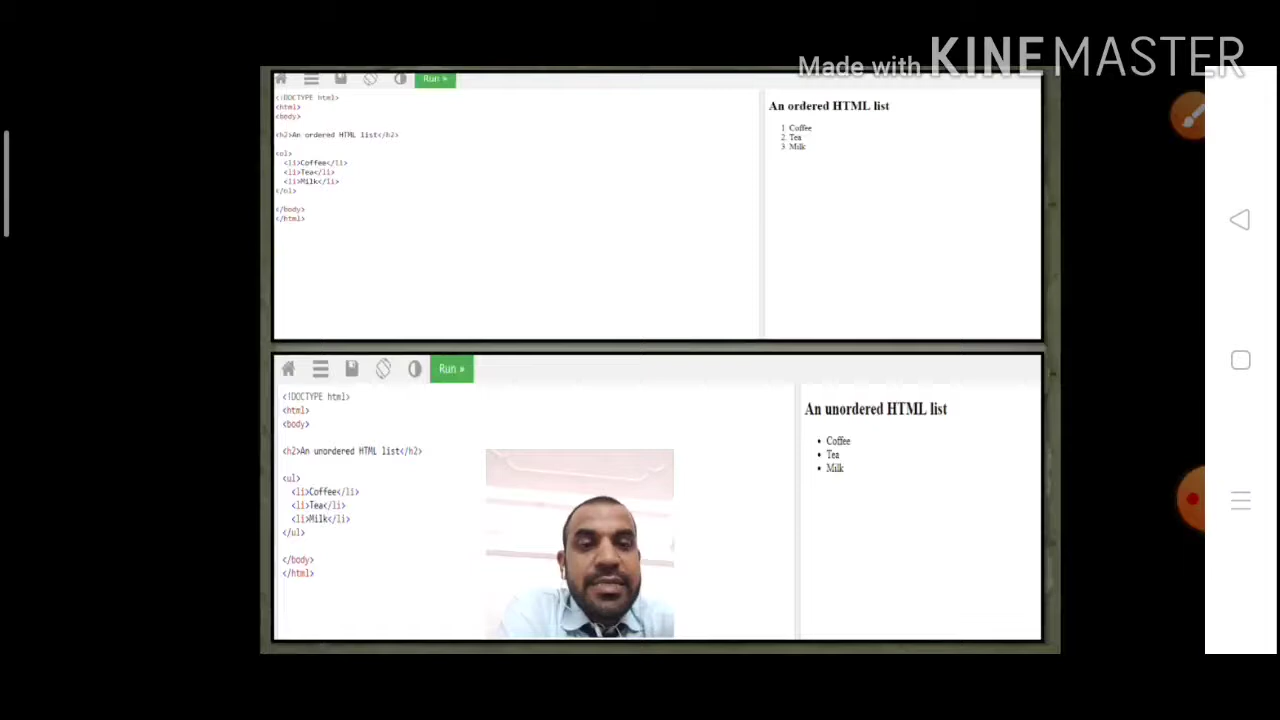 Made with KINEMASTER
Run »
<!DOCTYPE html>
<html>
<body>
<h2>An ordered HTML list</h2>
<ol>
<li>Coffee</li>
<li>Tea</li>
<li>Milk</li>
</ol>
</body>
</html>
An ordered HTML list
1. Coffee
2. Tea
3. Milk
Run »
<!DOCTYPE html>
<html>
<body>
<h2>An unordered HTML list</h2>
<ul>
<li>Coffee</li>
<li>Tea</li>
<li>Milk</li>
</ul>
</body>
</html>
An unordered HTML list
• Coffee
• Tea
• Milk